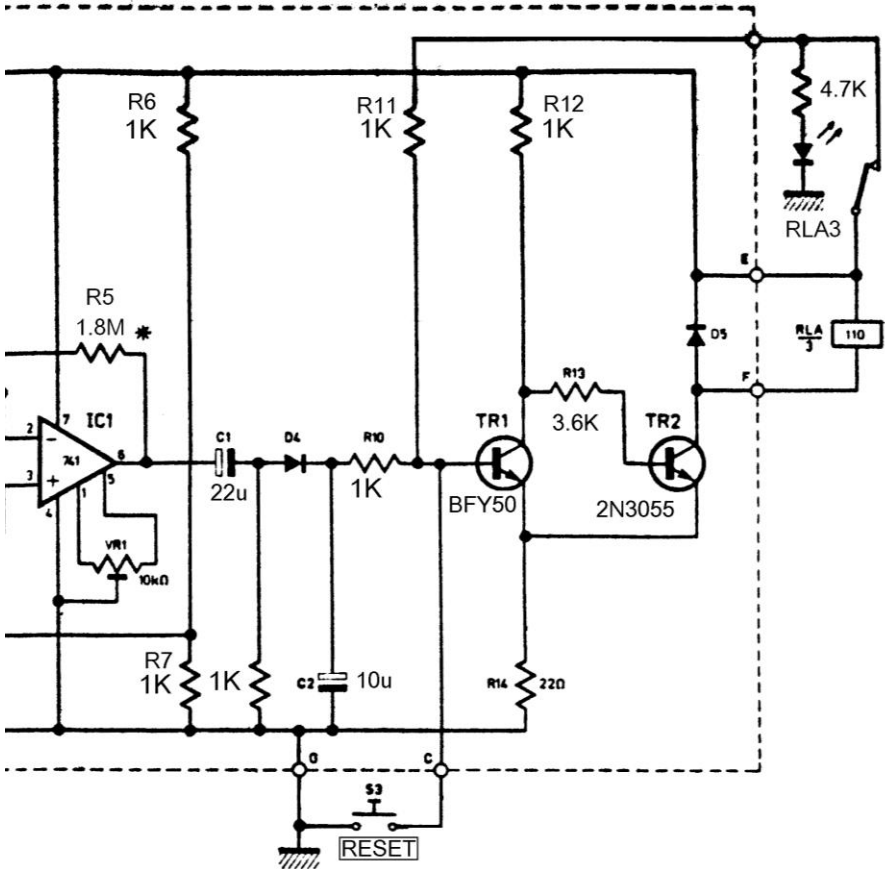 R6
1K
R11
1K
R12
1K
4.7K
RLA3
E
R5
1.8M *
D5
RLA
3
110
F
R13
3.6K
7
IC1
2
−
741
6
3
+
1
5
4
C1
22u
D4
R10
1K
TR1
BFY50
TR2
2N3055
VR1
10kΩ
R7
1K
1K
C2
10u
R14
22Ω
G
C
S3
RESET